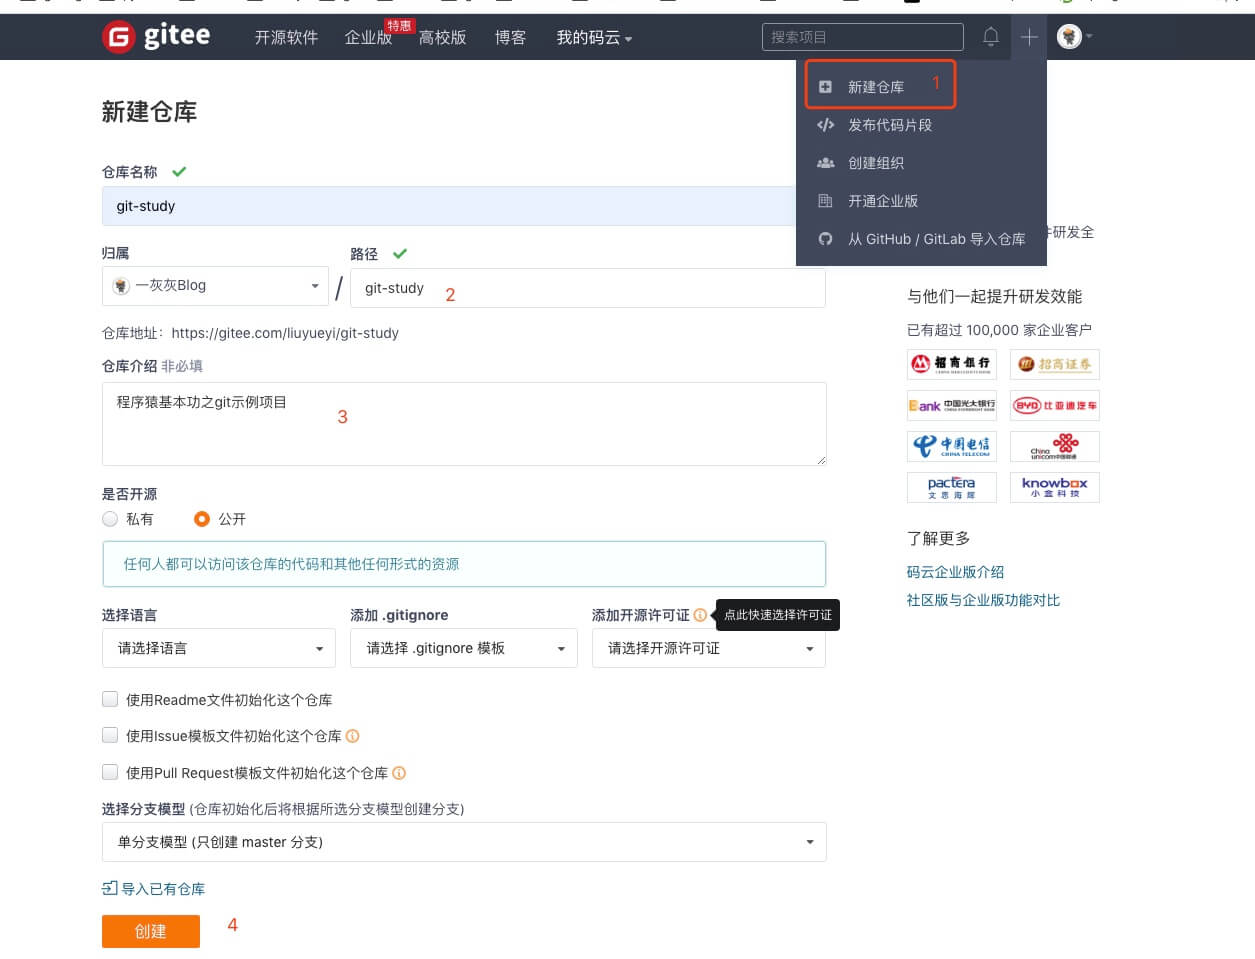 gitee
开源软件 企业版 特惠 高校版 博客 我的码云 搜索项目
新建仓库 1
发布代码片段
创建组织
开通企业版
从 GitHub / GitLab 导入仓库
新建仓库
仓库名称
git-study
归属 路径
一灰灰Blog / git-study 2
仓库地址：https://gitee.com/liuyueyi/git-study
仓库介绍 非必填
程序猿基本功之git示例项目
3
是否开源
私有 公开
任何人都可以访问该仓库的代码和其他任何形式的资源
选择语言 添加 .gitignore 添加开源许可证 点此快速选择许可证
请选择语言 请选择 .gitignore 模板 请选择开源许可证
使用Readme文件初始化这个仓库
使用Issue模板文件初始化这个仓库
使用Pull Request模板文件初始化这个仓库
选择分支模型 (仓库初始化后将根据所选分支模型创建分支)
单分支模型 (只创建 master 分支)
导入已有仓库
创建 4
研发全
与他们一起提升研发效能
已有超过 100,000 家企业客户
招商银行 招商证券
Bank 中国光大银行 BYD 比亚迪汽车
中国电信 CHINA TELECOM China unicom中国联通
pactera 文思海辉 knowbox 小盒科技
了解更多
码云企业版介绍
社区版与企业版功能对比